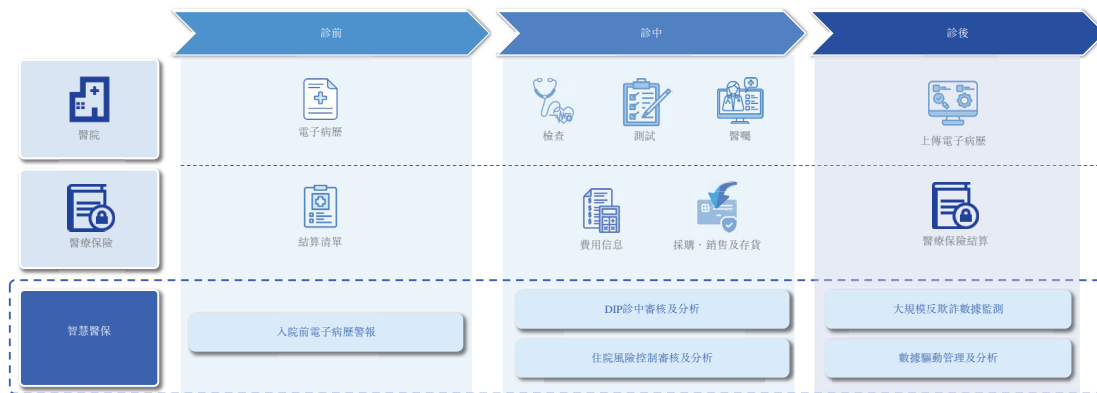 診前
診中
診後
醫院
電子病歷
檢查
測試
醫囑
上傳電子病歷
醫療保險
結算清單
費用信息
採購、銷售及存貨
醫療保險結算
智慧醫保
入院前電子病歷警報
DIP診中審核及分析
住院風險控制審核及分析
大規模反欺詐數據監測
數據驅動管理及分析